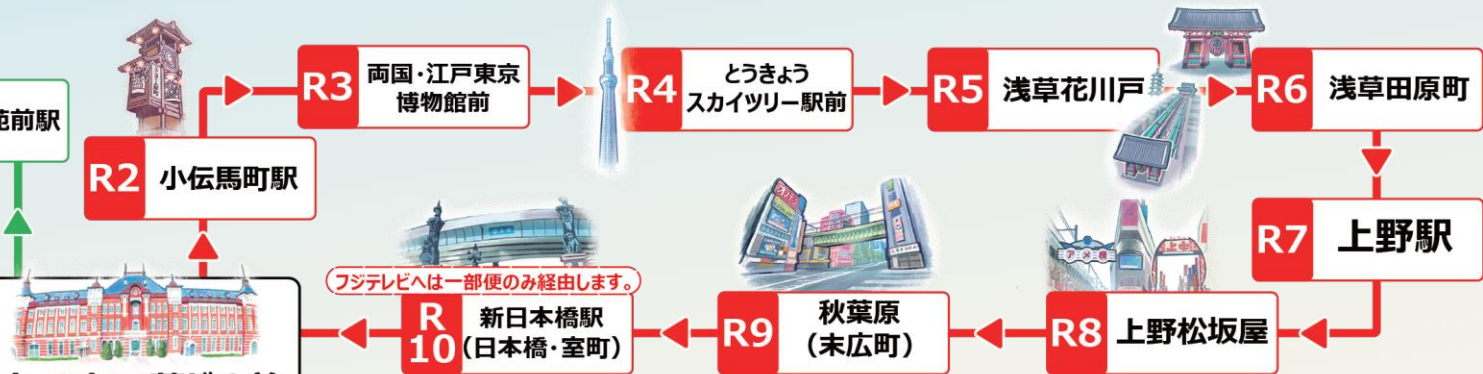 R3
両国・江戸東京
博物館前
R4
とうきょう
スカイツリー駅前
R5
浅草花川戸
R6
浅草田原町
前駅
R2
小伝馬町駅
R7
上野駅
アメ横
フジテレビへは一部便のみ経由します。
R
10
新日本橋駅
(日本橋・室町)
R9
秋葉原
(末広町)
R8
上野松坂屋